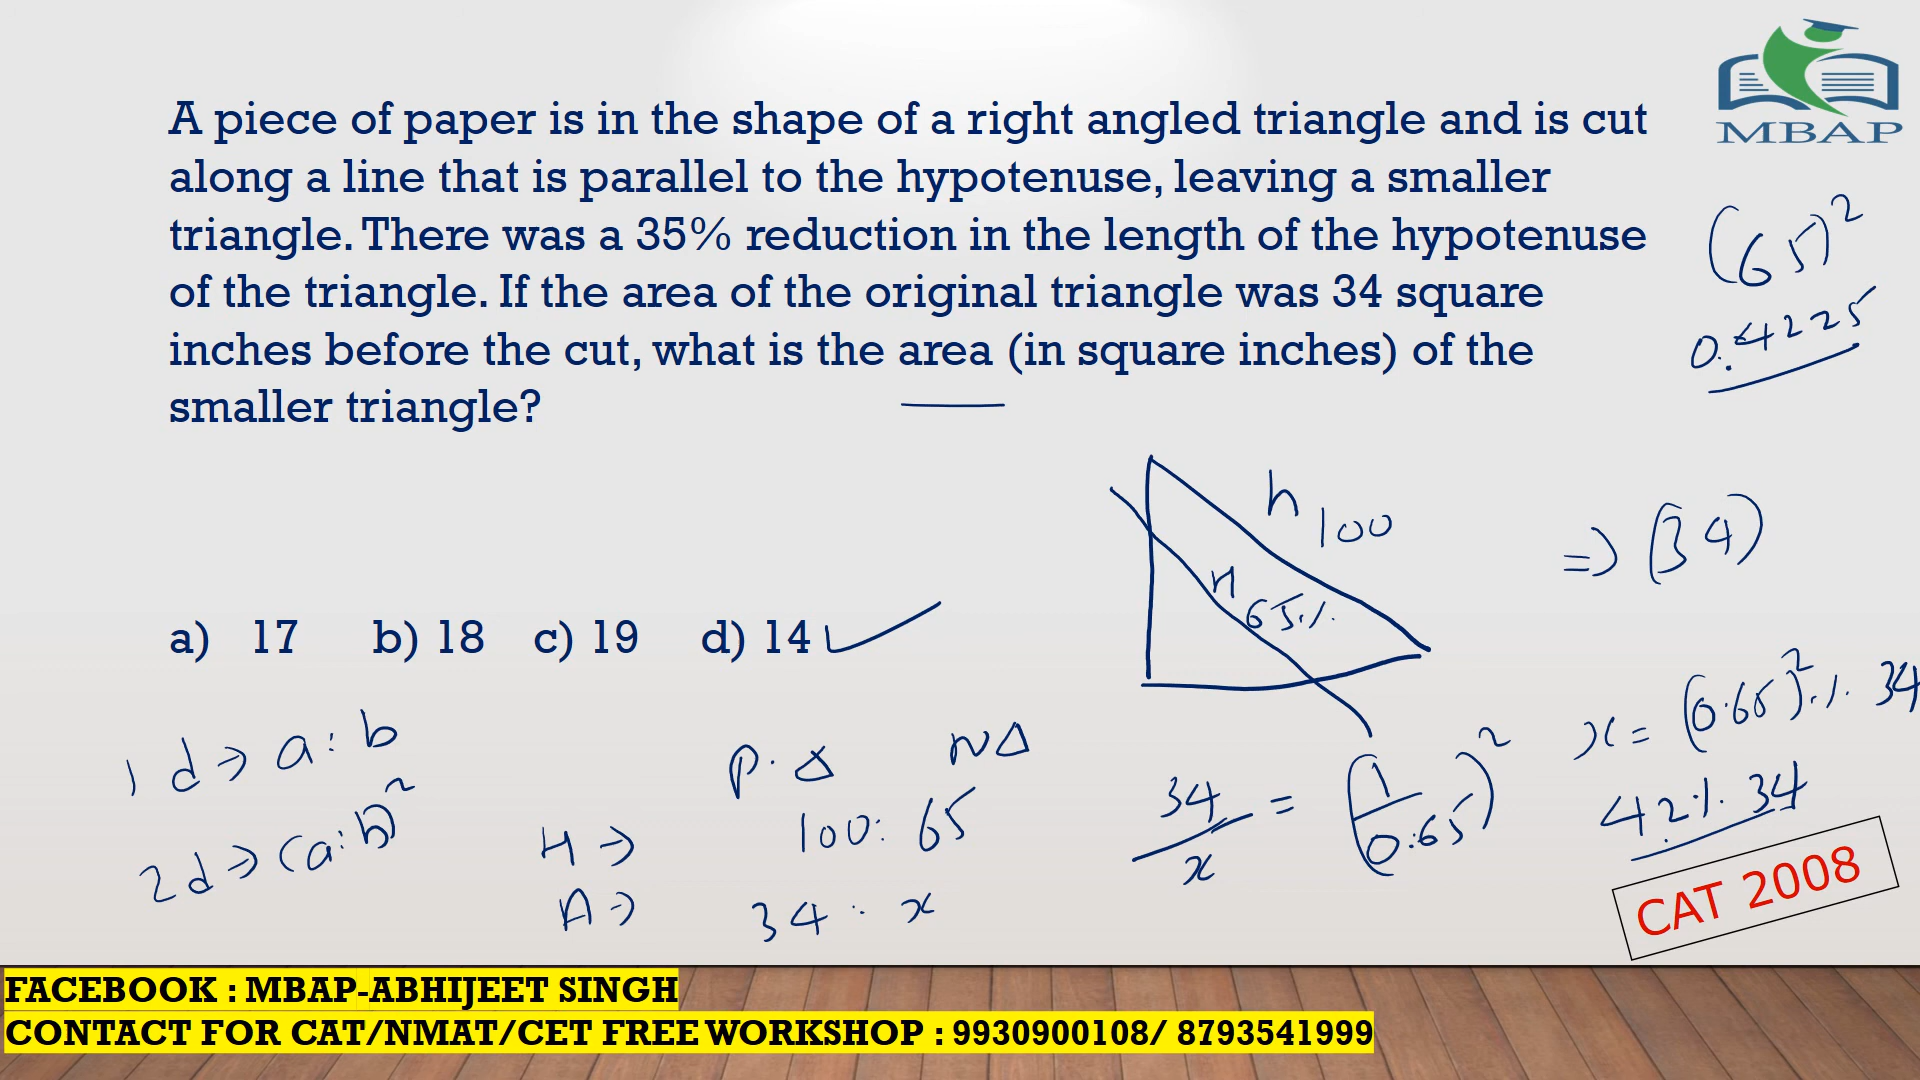 MBAP
A piece of paper is in the shape of a right angled triangle and is cut
along a line that is parallel to the hypotenuse, leaving a smaller
triangle. There was a 35% reduction in the length of the hypotenuse
of the triangle. If the area of the original triangle was 34 square
inches before the cut, what is the area (in square inches) of the
smaller triangle?
(65)²
0.4225
h 100
H 65%
=> (34)
a) 17 b) 18 c) 19 d) 14
1 d => a:b
2d => (a:b)²
P. Δ NΔ
H => 100: 65
A => 34 : x
34/x = (1/0.65)²
x = (0.65)² %. 34
42%. 34
CAT 2008
FACEBOOK : MBAP-ABHIJEET SINGH
CONTACT FOR CAT/NMAT/CET FREE WORKSHOP : 9930900108/ 8793541999